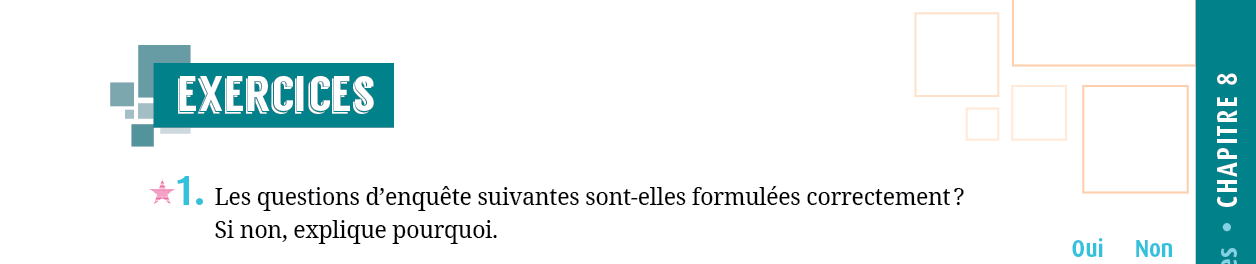 EXERCICES
1. Les questions d'enquête suivantes sont-elles formulées correctement ?
Si non, explique pourquoi.
Oui Non
CHAPITRE 8